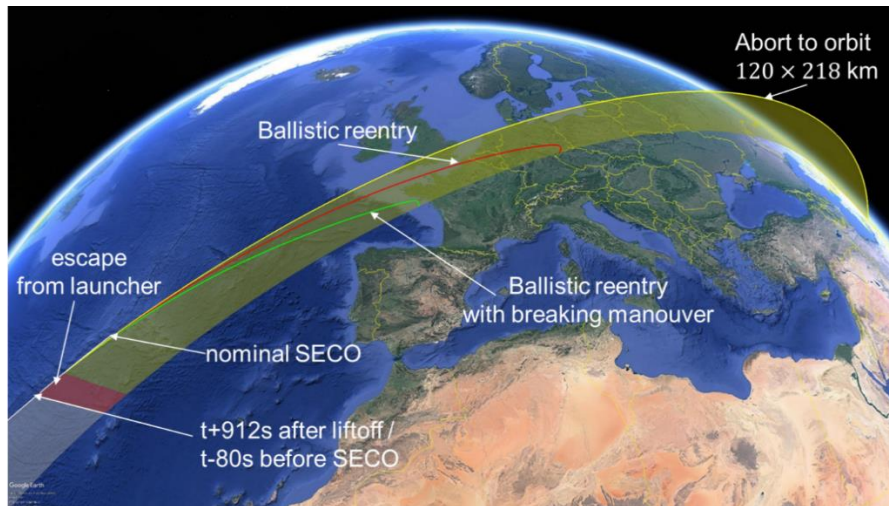 Abort to orbit
120 × 218 km
Ballistic reentry
escape
from launcher
Ballistic reentry
with breaking manouver
nominal SECO
t+912s after liftoff /
t-80s before SECO
Google Earth